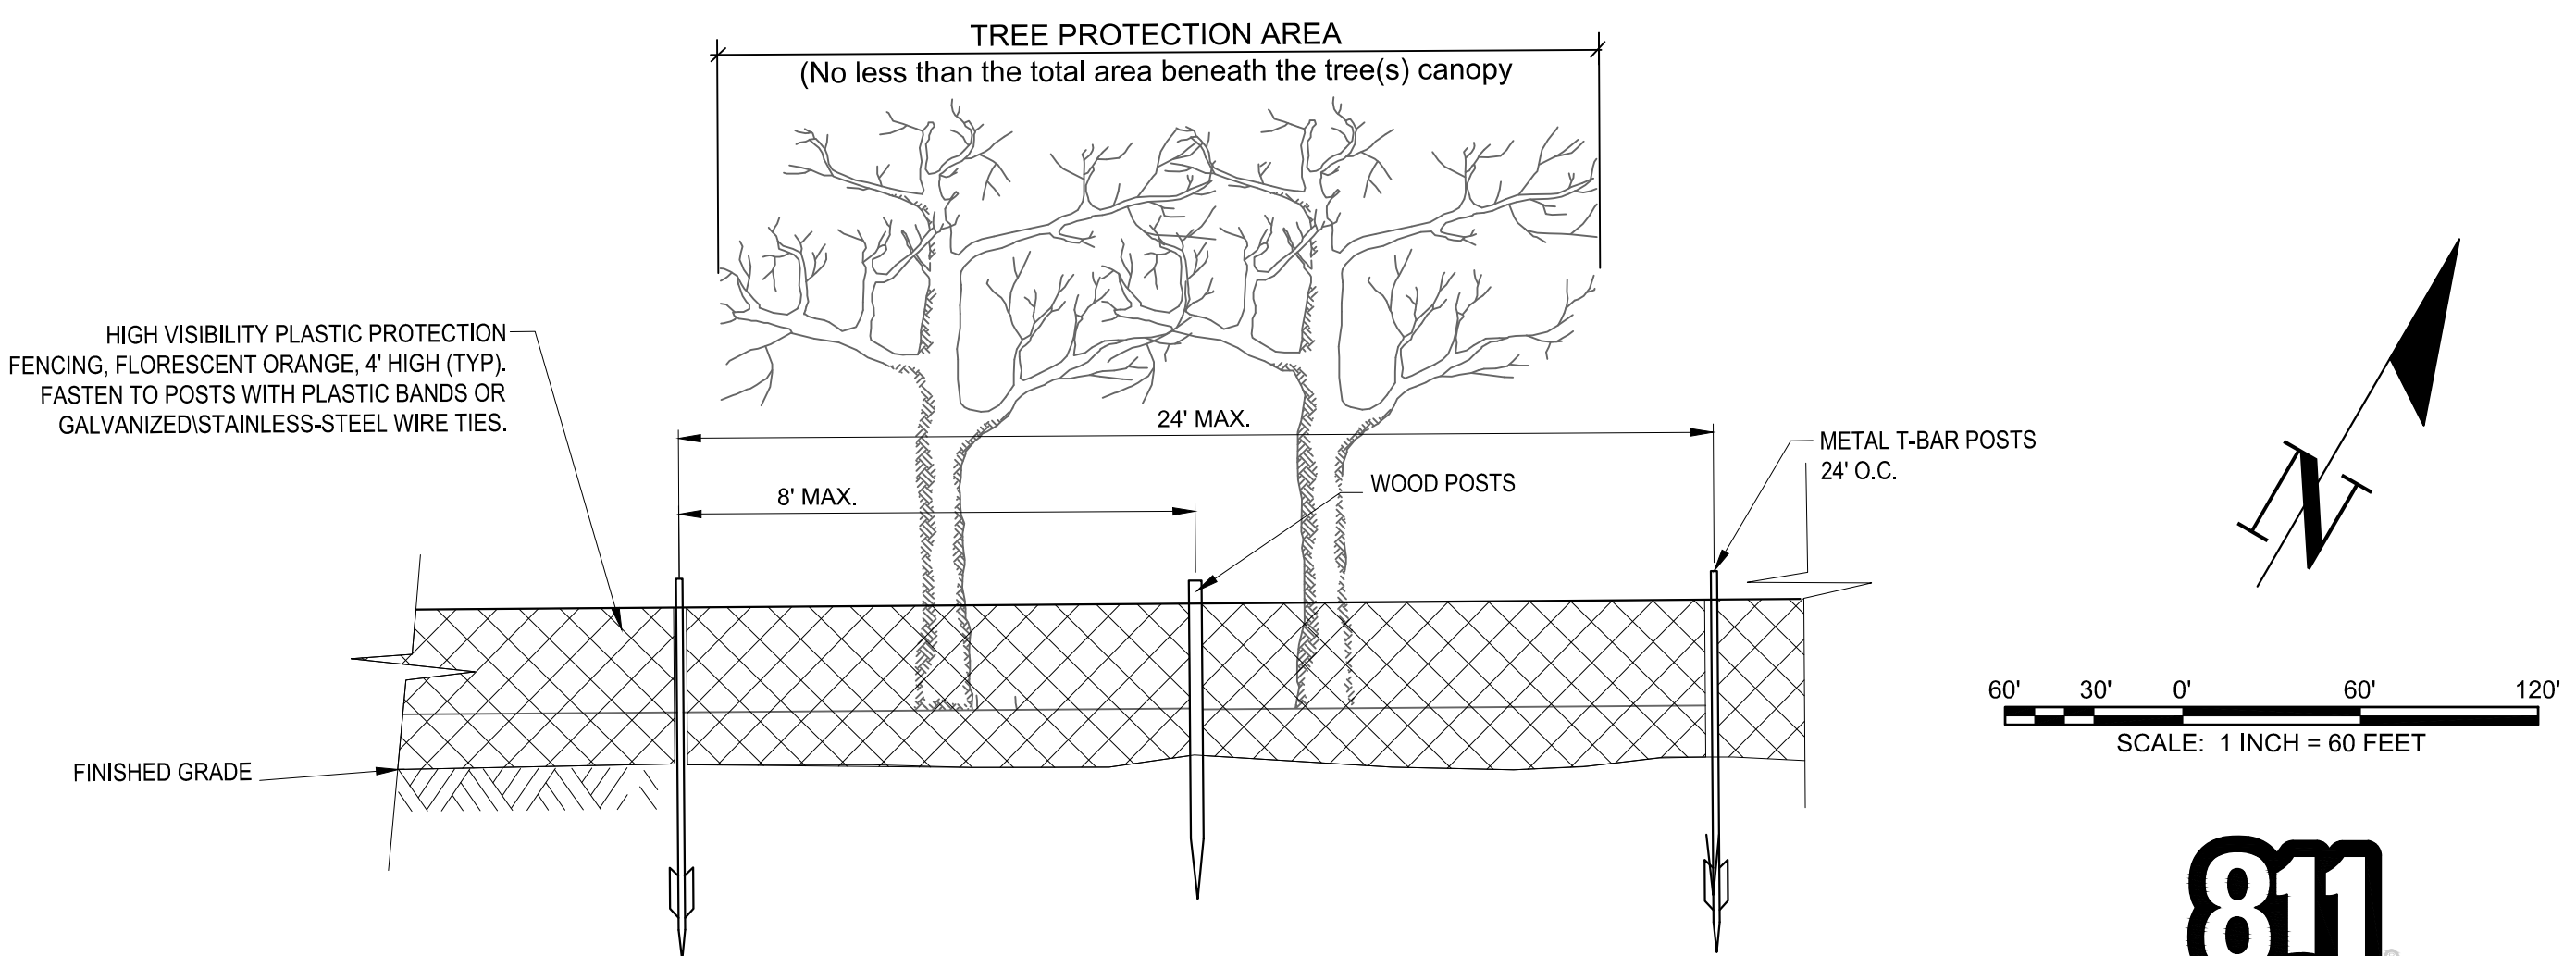 TREE PROTECTION AREA
(No less than the total area beneath the tree(s) canopy
HIGH VISIBILITY PLASTIC PROTECTION
FENCING, FLORESCENT ORANGE, 4' HIGH (TYP).
FASTEN TO POSTS WITH PLASTIC BANDS OR
GALVANIZED\STAINLESS-STEEL WIRE TIES.
24' MAX.
METAL T-BAR POSTS
24' O.C.
8' MAX.
WOOD POSTS
N
60' 30' 0' 60' 120'
SCALE: 1 INCH = 60 FEET
FINISHED GRADE
811